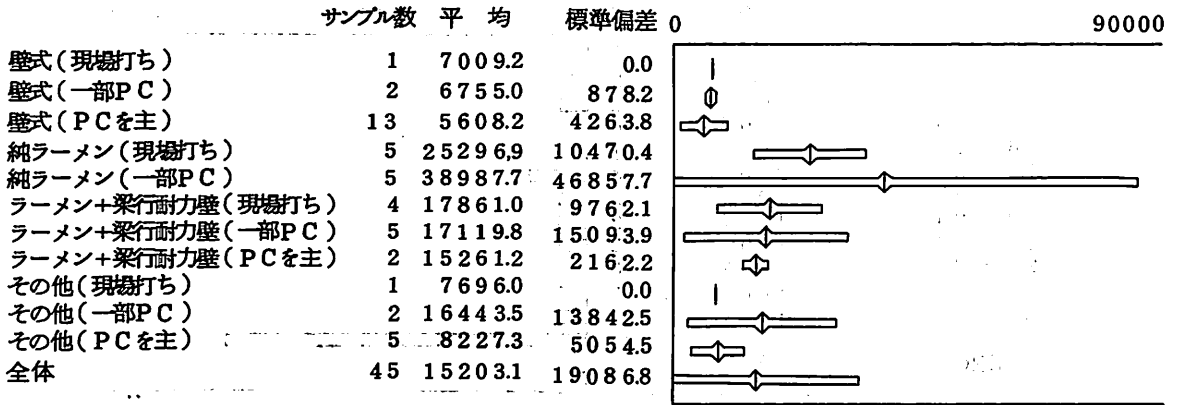 サンプル数 平均 標準偏差 0 90000
壁式(現場打ち) 1 7009.2 0.0
壁式(一部PC) 2 6755.0 878.2
壁式(PCを主) 13 5608.2 4263.8
純ラーメン(現場打ち) 5 25296,9 10470.4
純ラーメン(一部PC) 5 38987.7 46857.7
ラーメン+梁行耐力壁(現場打ち) 4 17861.0 9762.1
ラーメン+梁行耐力壁(一部PC) 5 17119.8 15093.9
ラーメン+梁行耐力壁(PCを主) 2 15261.2 2162.2
その他(現場打ち) 1 7696.0 0.0
その他(一部PC) 2 16443.5 13842.5
その他(PCを主) 5 8227.3 5054.5
全体 45 15203.1 19086.8